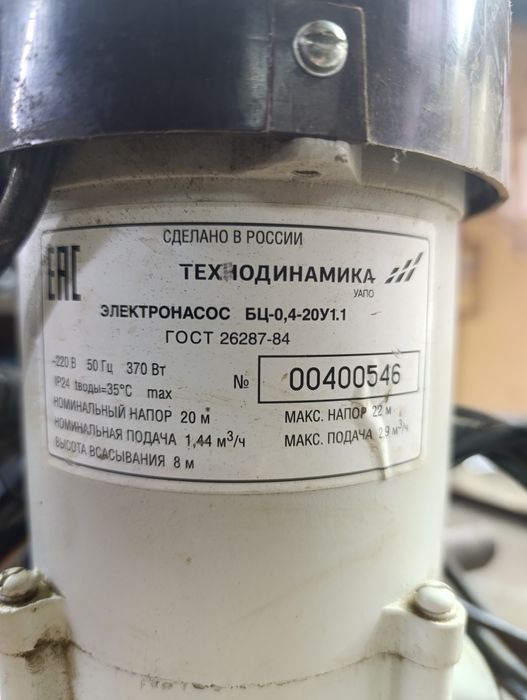 СДЕЛАНО В РОССИИ
EAC
ТЕХНОДИНАМИКА
УАПО
ЭЛЕКТРОНАСОС БЦ-0,4-20У1.1
ГОСТ 26287-84
~220 В 50 Гц 370 Вт
IP24 tводы=35°С max
№ 00400546
НОМИНАЛЬНЫЙ НАПОР 20 м
МАКС. НАПОР 22 м
НОМИНАЛЬНАЯ ПОДАЧА 1,44 м³/ч
МАКС. ПОДАЧА 2,9 м³/ч
ВЫСОТА ВСАСЫВАНИЯ 8 м